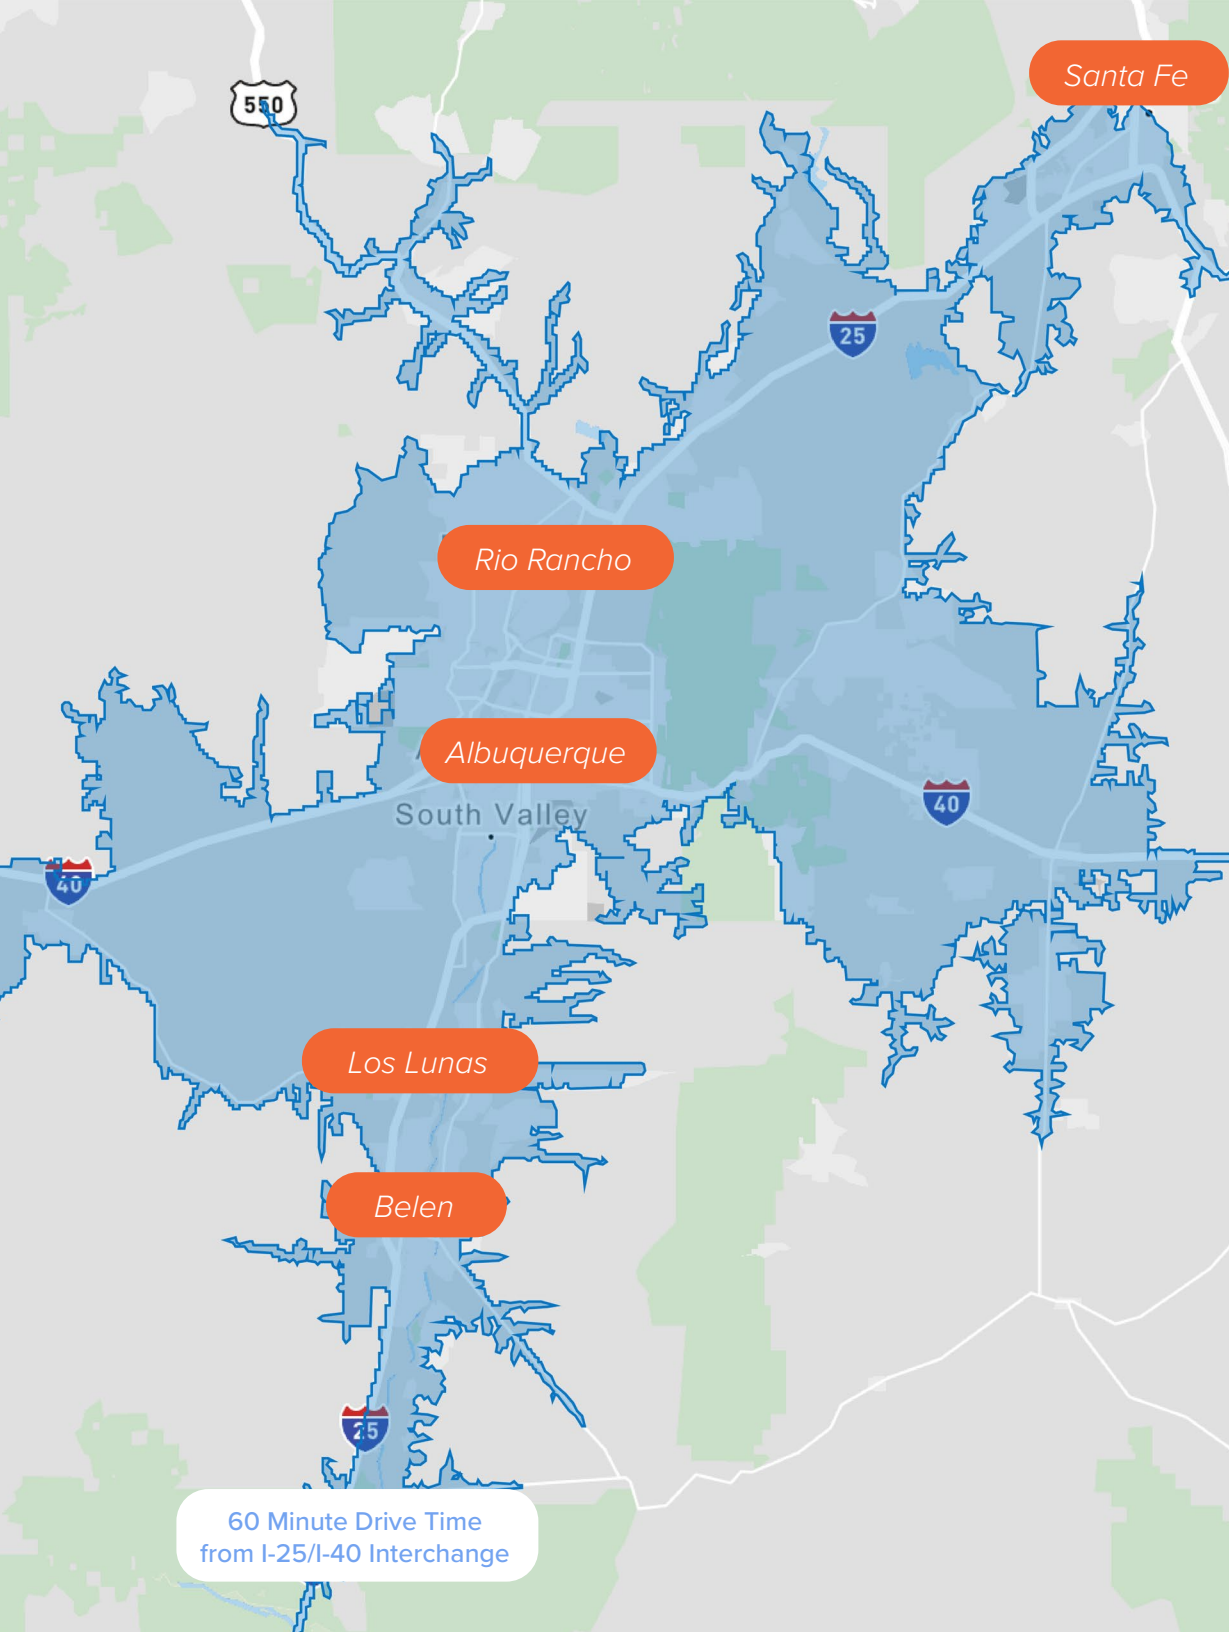 Santa Fe
550
25
Rio Rancho
Albuquerque
40
South Valley
40
Los Lunas
Belen
25
60 Minute Drive Time
from I-25/I-40 Interchange